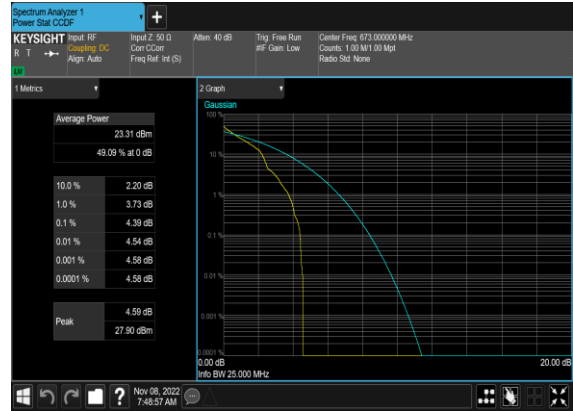 Spectrum Analyzer 1
Power Stat CCDF
KEYSIGHT
R T
LXI
Input: RF
Coupling: DC
Align: Auto
Input Z: 50 Ω
Corr CCorr
Freq Ref: Int (S)
Atten: 40 dB
Trig: Free Run
#IF Gain: Low
Center Freq: 673.000000 MHz
Counts: 1.00 M/1.00 Mpt
Radio Std: None
1 Metrics
Average Power
23.31 dBm
49.09 % at 0 dB
10.0 % 2.20 dB
1.0 % 3.73 dB
0.1 % 4.39 dB
0.01 % 4.54 dB
0.001 % 4.58 dB
0.0001 % 4.58 dB
Peak
4.59 dB
27.90 dBm
2 Graph
Gaussian
100 %
10 %
1 %
0.1 %
0.01 %
0.001 %
0.0001 %
0.00 dB 20.00 dB
Info BW 25.000 MHz
?
Nov 08, 2022
7:48:57 AM